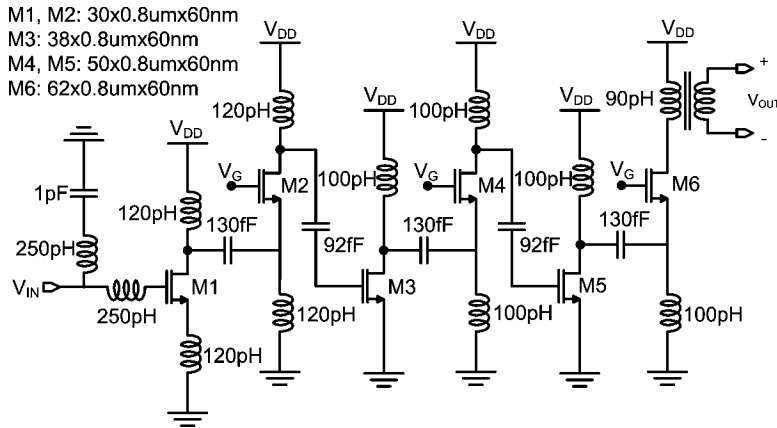 M1, M2: 30x0.8umx60nm
M3: 38x0.8umx60nm
M4, M5: 50x0.8umx60nm
M6: 62x0.8umx60nm
VDD
VDD
VDD
VDD
VDD
VDD
120pH
100pH
90pH
+
VOUT
-
VG
M2
100pH
VG
M4
100pH
VG
M6
1pF
120pH
130fF
92fF
130fF
92fF
130fF
250pH
VIN
250pH
M1
M3
M5
120pH
120pH
100pH
100pH